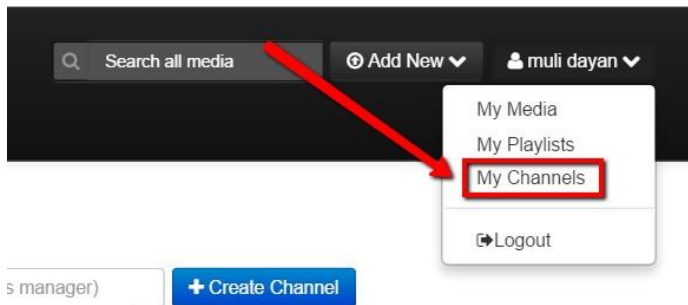 Search all media
Add New
muli dayan
My Media
My Playlists
My Channels
Logout
s manager)
+ Create Channel